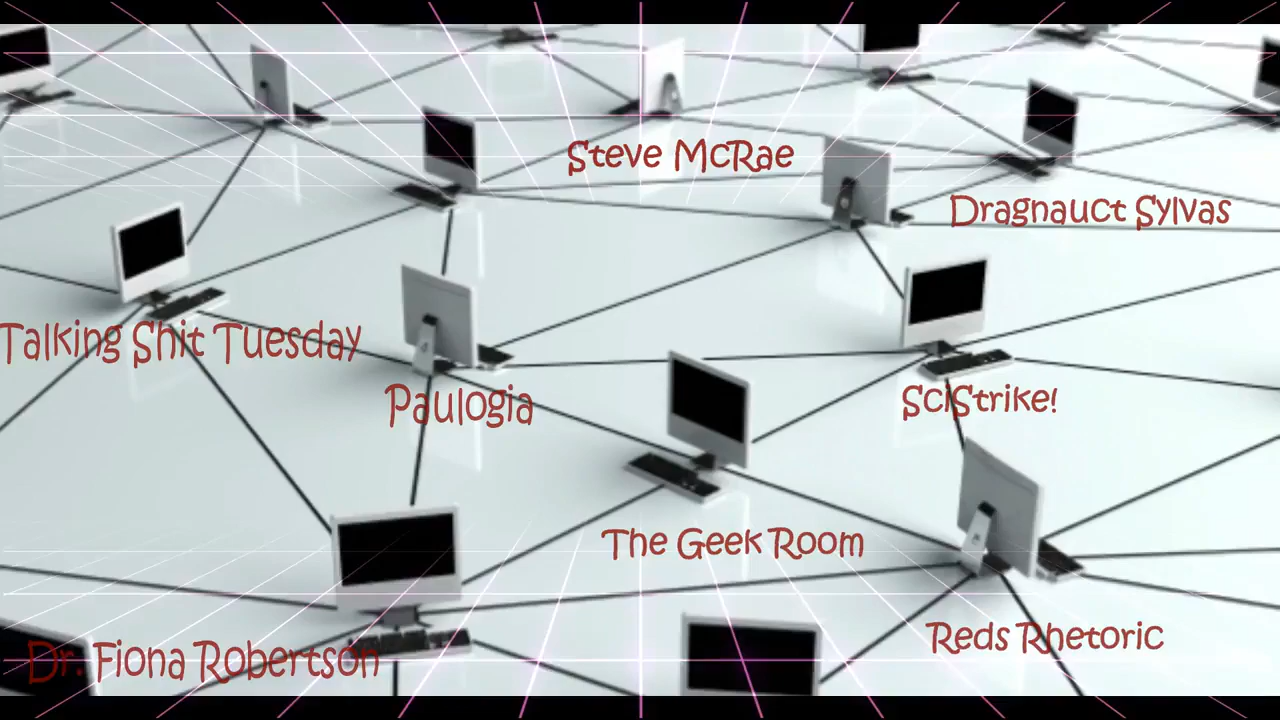 Steve McRae
Dragnauct Sylvas
Talking Shit Tuesday
Paulogia
SciStrike!
The Geek Room
Reds Rhetoric
Dr. Fiona Robertson